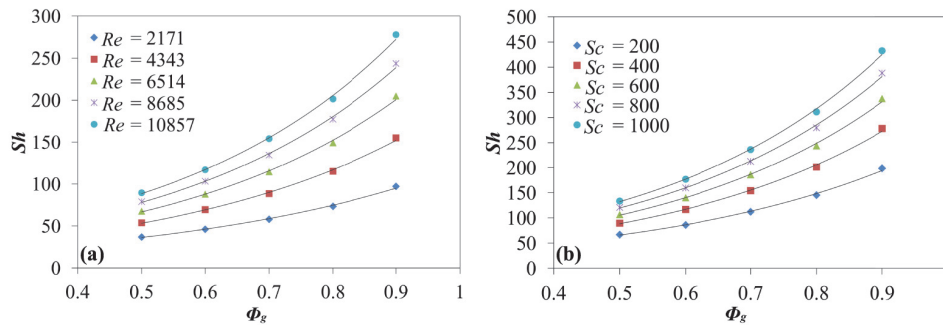 300
250
200
150
100
50
0
Sh
Re = 2171
Re = 4343
Re = 6514
Re = 8685
Re = 10857
(a)
0.4 0.5 0.6 0.7 0.8 0.9 1
Φg
500
450
400
350
300
250
200
150
100
50
0
Sh
Sc = 200
Sc = 400
Sc = 600
Sc = 800
Sc = 1000
(b)
0.4 0.5 0.6 0.7 0.8 0.9
Φg